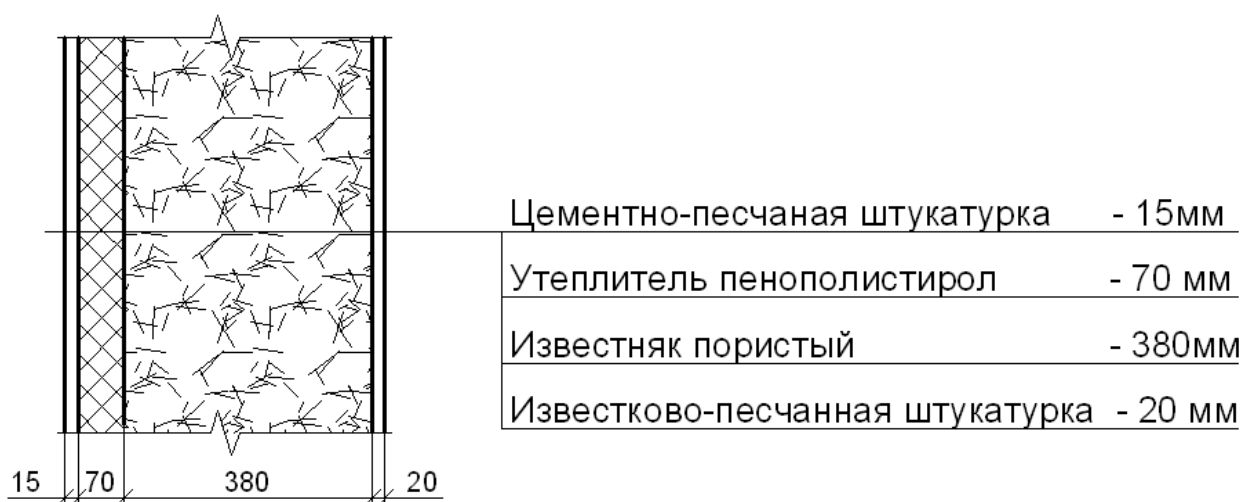 Цементно-песчаная штукатурка - 15мм
Утеплитель пенополистирол - 70 мм
Известняк пористый - 380мм
Известково-песчанная штукатурка - 20 мм
15 70 380 20